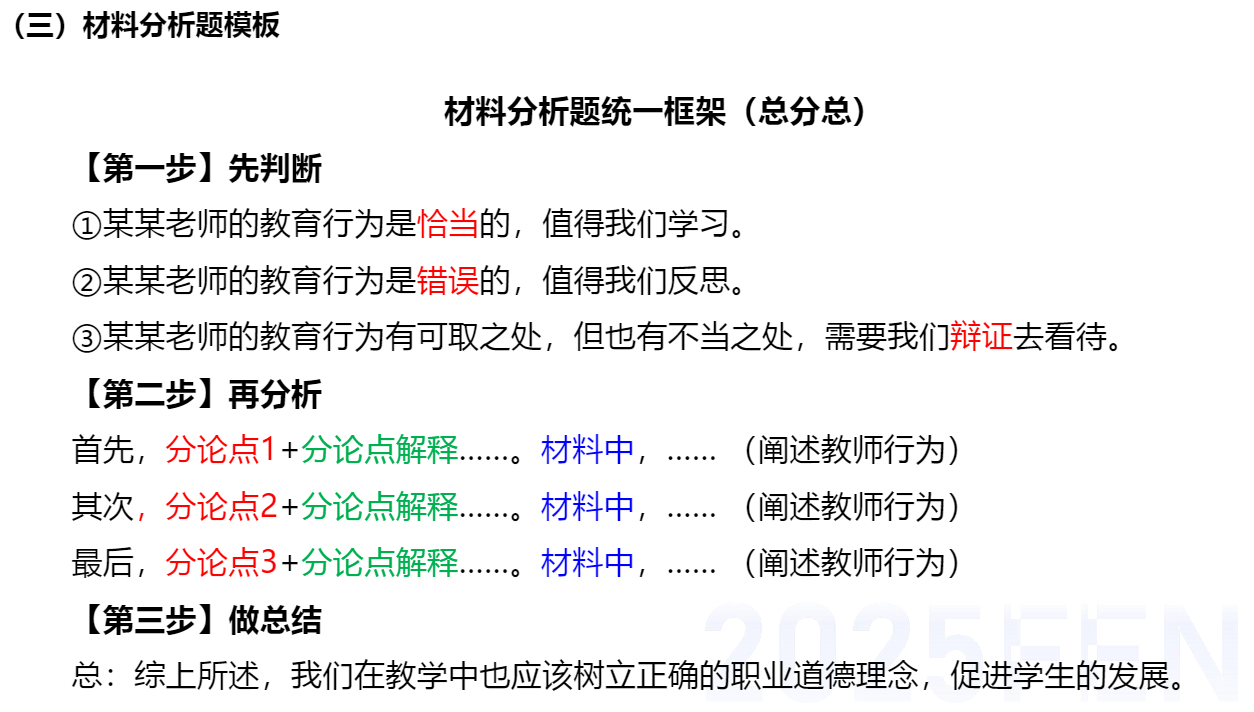 （三）材料分析题模板
材料分析题统一框架（总分总）
【第一步】先判断
①某某老师的教育行为是恰当的，值得我们学习。
②某某老师的教育行为是错误的，值得我们反思。
③某某老师的教育行为有可取之处，但也有不当之处，需要我们辩证去看待。
【第二步】再分析
首先，分论点1+分论点解释……。材料中，……（阐述教师行为）
其次，分论点2+分论点解释……。材料中，……（阐述教师行为）
最后，分论点3+分论点解释……。材料中，……（阐述教师行为）
【第三步】做总结
总：综上所述，我们在教学中也应该树立正确的职业道德理念，促进学生的发展。
2025FEN